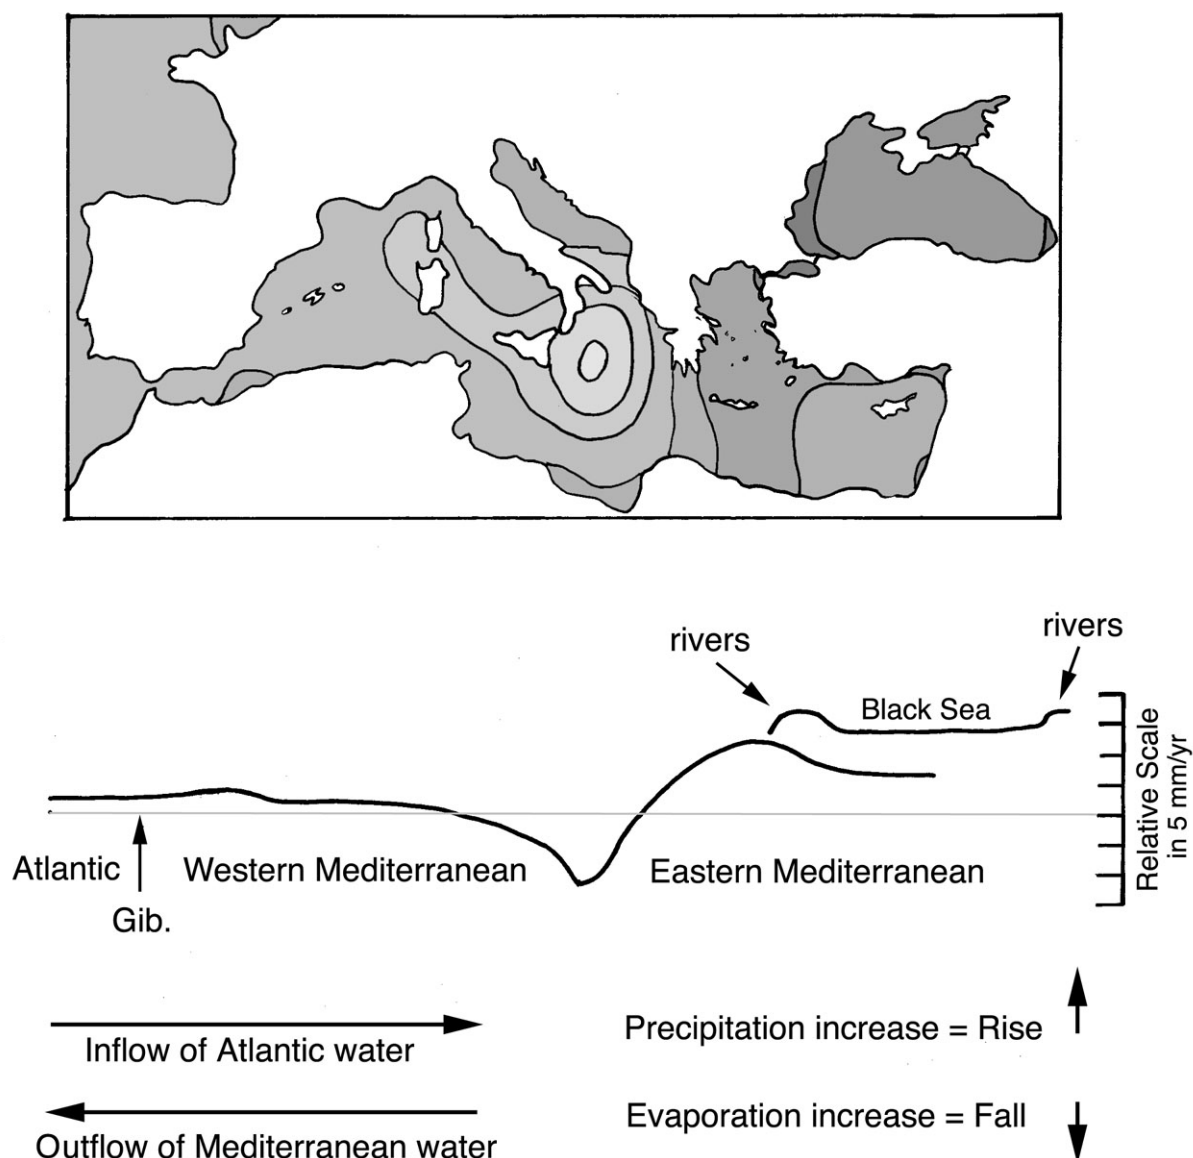 rivers
rivers
Black Sea
Relative Scale
in 5 mm/yr
Atlantic
Western Mediterranean
Eastern Mediterranean
Gib.
Inflow of Atlantic water
Precipitation increase = Rise
Outflow of Mediterranean water
Evaporation increase = Fall